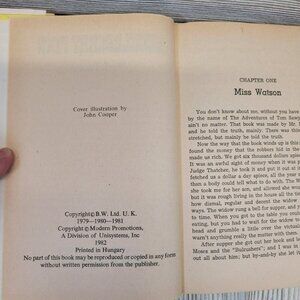 Cover illustration by
John Cooper
Copyright© B.W. Ltd. U. K.
1979—1980—1981
Copyright© Modern Promotions,
A Division of Unisystems, Inc
1982
Printed in Hungary
No part of this book may be reproduced or copied in any form
without written permission from the publisher.
CHAPTER ONE
Miss Watson
You don't know about me, without you have
by the name of The Adventures of Tom Sawy
ain't no matter. That book was made by Mr. M
and he told the truth, mainly. There was thin
stretched, but mainly he told the truth.
Now the way that the book winds up is this:
found the money that the robbers hid in the
made us rich. We got six thousand dollars apiec
It was an awful sight of money when it was p
Judge Thatcher, he took it and put it out at
fetched us a dollar a day apiece, all the year
than a body could tell what to do with. The
she took me for her son, and allowed she wou
but it was rough living in the house all the
how dismal, regular and decent the widow
The widow rung a bell for supper, and you
time. When you got to the table you could
eating, but you had to wait for the widow to
head and grumble a little over the victuals
warn't really anything the matter with them.
After supper she got out her book and
Moses and the "Bulrushers"; and I was in
out all about him; but by-and-by she let it